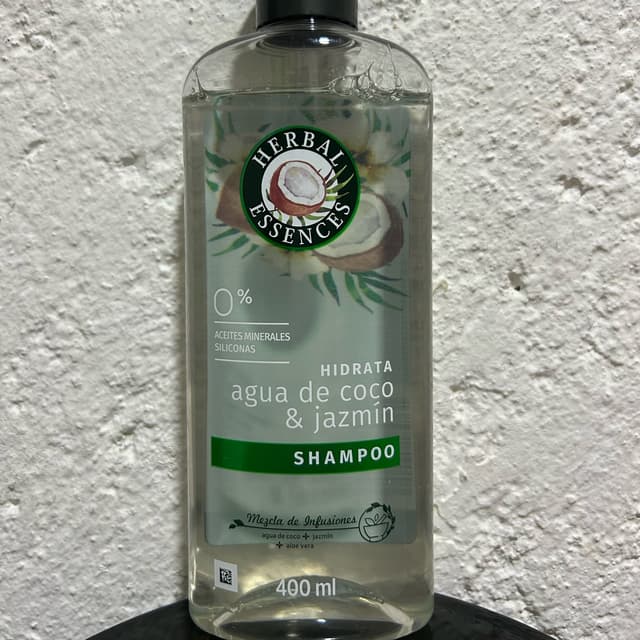 HERBAL
ESSENCES
0%
ACEITES MINERALES
SILICONAS
HIDRATA
agua de coco
& jazmín
SHAMPOO
Mezcla de Infusiones
agua de coco + jazmín
+ aloe vera
400 ml